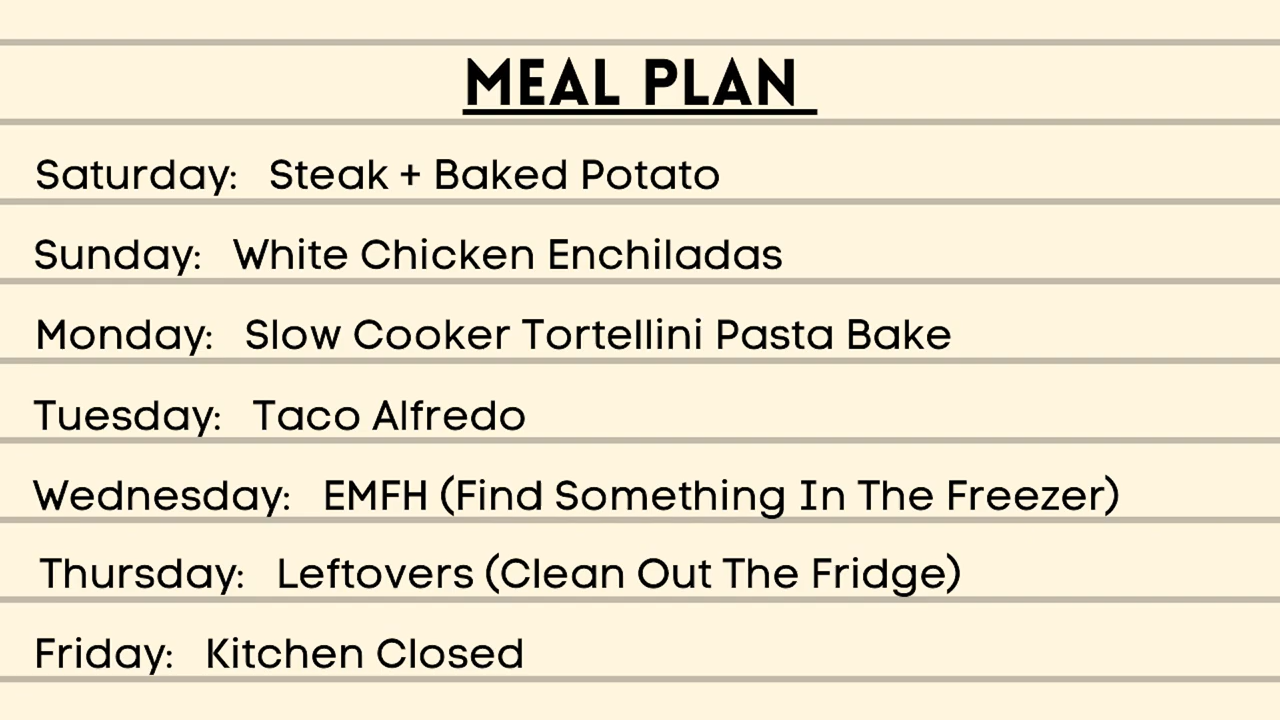 MEAL PLAN
Saturday: Steak + Baked Potato
Sunday: White Chicken Enchiladas
Monday: Slow Cooker Tortellini Pasta Bake
Tuesday: Taco Alfredo
Wednesday: EMFH (Find Something In The Freezer)
Thursday: Leftovers (Clean Out The Fridge)
Friday: Kitchen Closed